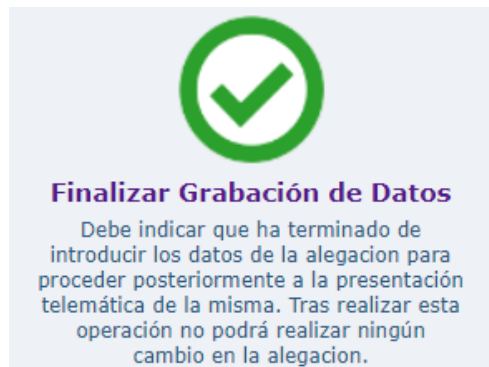 Finalizar Grabación de Datos
Debe indicar que ha terminado de
introducir los datos de la alegacion para
proceder posteriormente a la presentación
telemática de la misma. Tras realizar esta
operación no podrá realizar ningún
cambio en la alegacion.